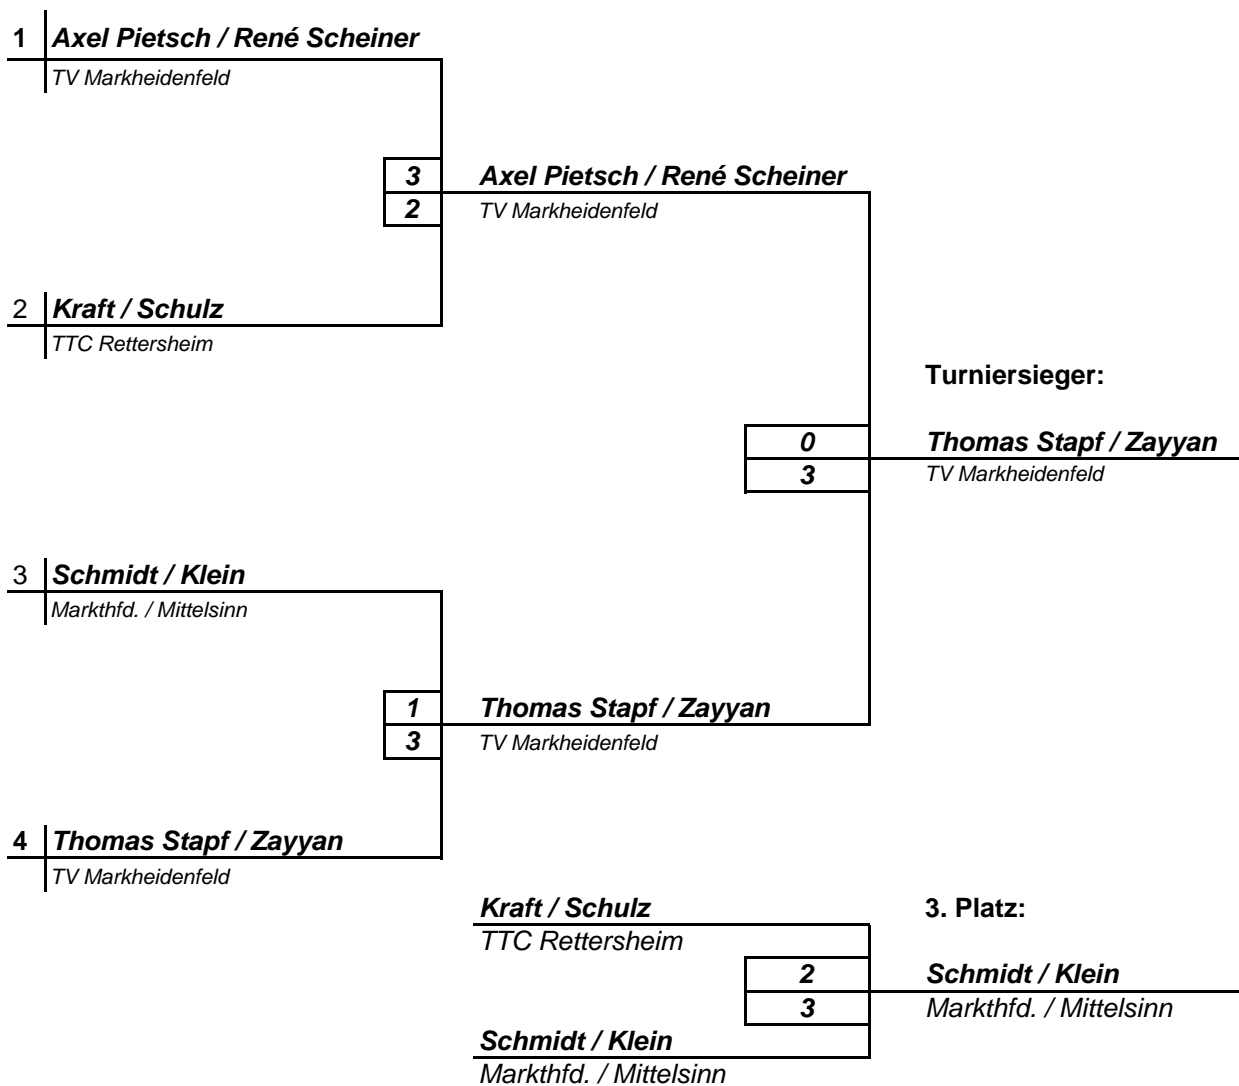 1 Axel Pietsch / René Scheiner
TV Markheidenfeld
3 Axel Pietsch / René Scheiner
2 TV Markheidenfeld
2 Kraft / Schulz
TTC Rettersheim
Turniersieger:
0 Thomas Stapf / Zayyan
3 TV Markheidenfeld
3 Schmidt / Klein
Markthfd. / Mittelsinn
1 Thomas Stapf / Zayyan
3 TV Markheidenfeld
4 Thomas Stapf / Zayyan
TV Markheidenfeld
Kraft / Schulz 3. Platz:
TTC Rettersheim
2 Schmidt / Klein
3 Markthfd. / Mittelsinn
Schmidt / Klein
Markthfd. / Mittelsinn